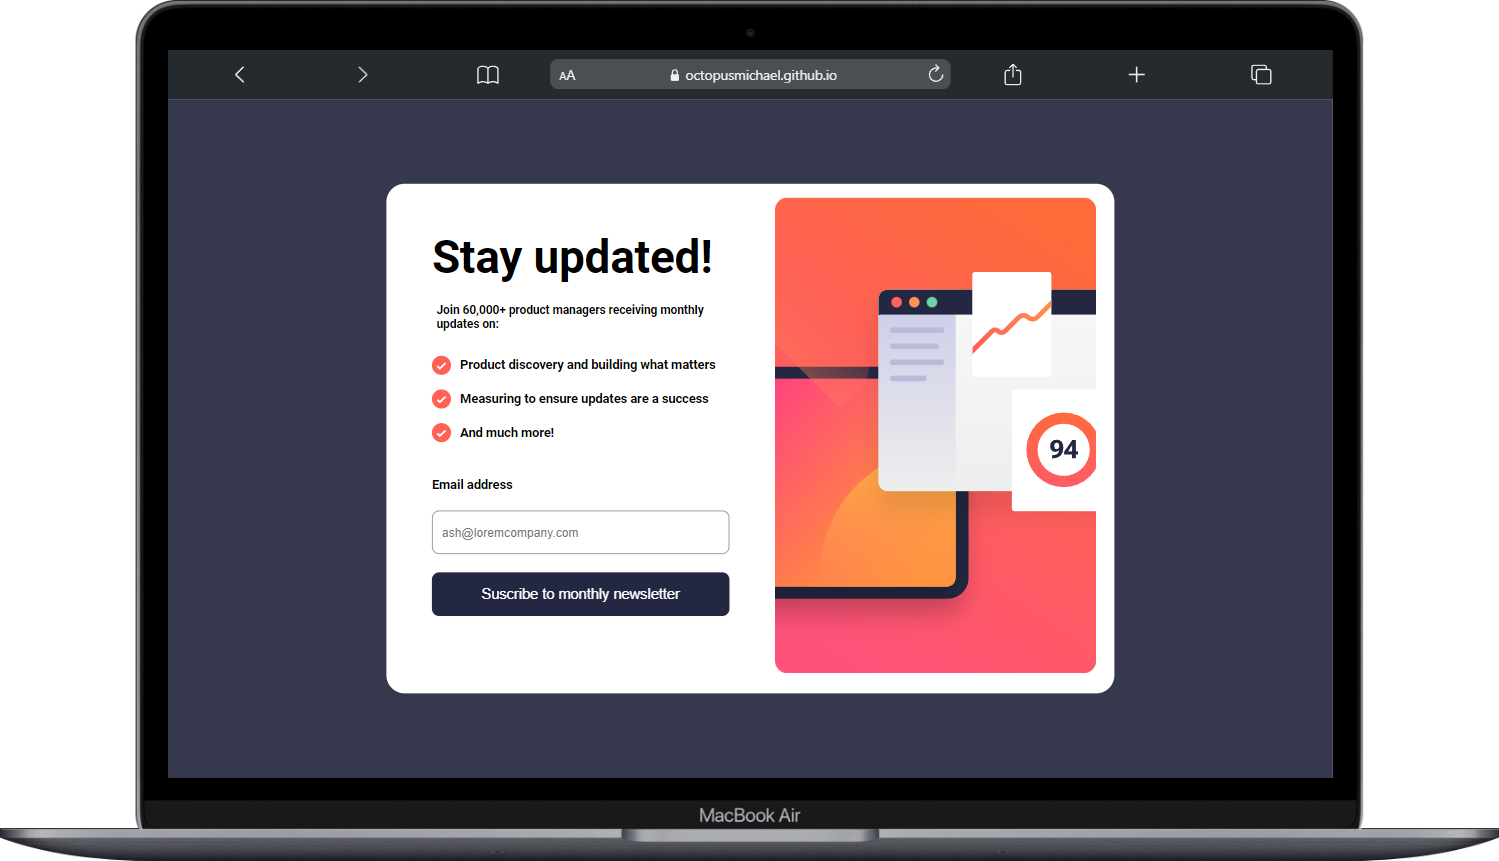 AA octopusmichael.github.io
Stay updated!
Join 60,000+ product managers receiving monthly
updates on:
Product discovery and building what matters
Measuring to ensure updates are a success
And much more!
Email address
ash@loremcompany.com
Suscribe to monthly newsletter
94
MacBook Air